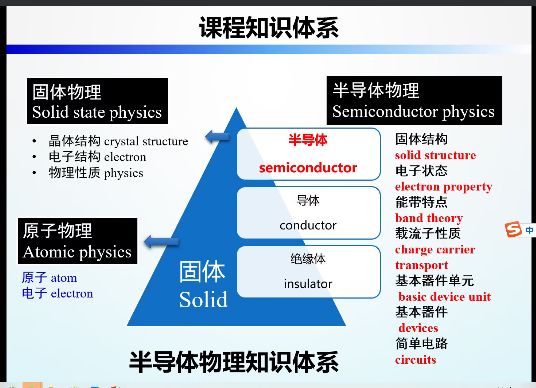 课程知识体系
固体物理
Solid state physics
• 晶体结构 crystal structure
• 电子结构 electron
• 物理性质 physics
原子物理
Atomic physics
原子 atom
电子 electron
固体
Solid
半导体
semiconductor
导体
conductor
绝缘体
insulator
半导体物理
Semiconductor physics
固体结构
solid structure
电子状态
electron property
能带特点
band theory
载流子性质
charge carrier
transport
基本器件单元
basic device unit
基本器件
devices
简单电路
circuits
半导体物理知识体系
S 中